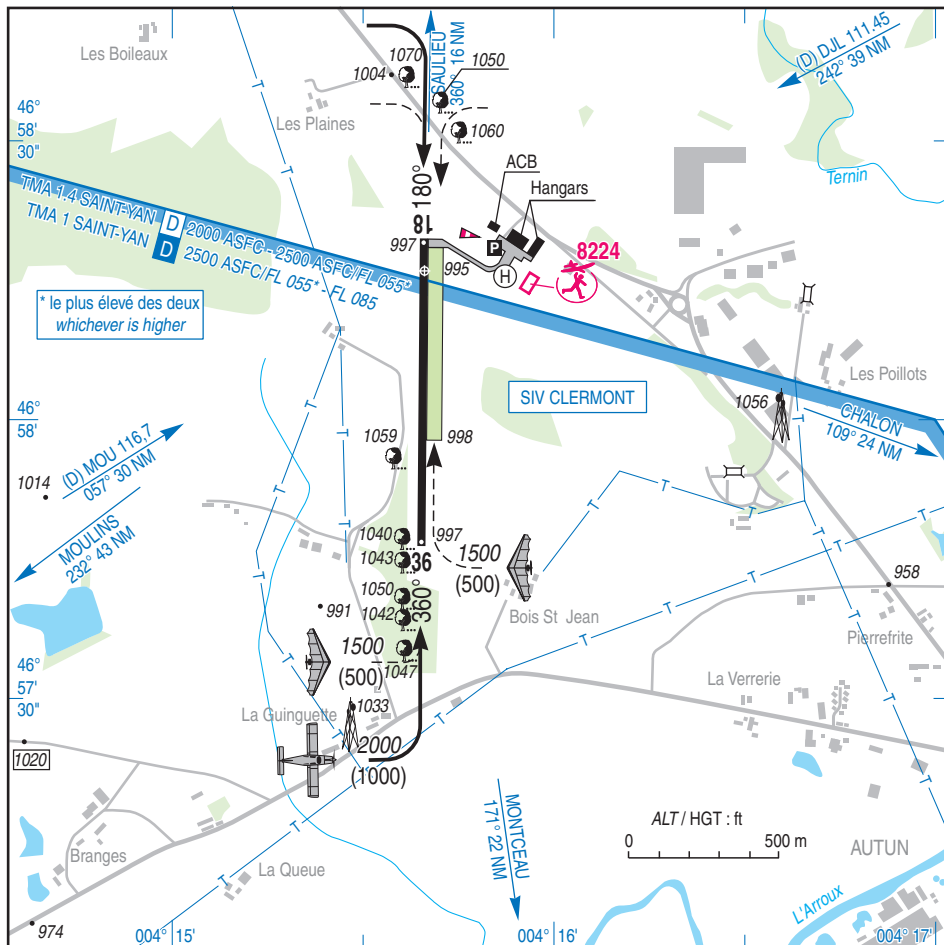 Les Boileaux
1070
1004
SAULIEU
360° 16 NM
1050
(D) DJL 111.45
242° 39 NM
46°
58'
30"
Les Plaines
1060
ACB
Hangars
Ternin
180°
18
TMA 1.4 SAINT-YAN D 2000 ASFC - 2500 ASFC/FL 055*
TMA 1 SAINT-YAN D 2500 ASFC/FL 055* - FL 085
997
995
P
H
8224
* le plus élevé des deux
whichever is higher
SIV CLERMONT
Les Poillots
1056
CHALON
109° 24 NM
46°
58'
998
1059
(D) MOU 116,7
057° 30 NM
1014
MOULINS
232° 43 NM
1040
997
36
1043
1500
(500)
1050
1042
360°
991
Bois St Jean
958
Pierrefrite
1500
(500)
1047
46°
57'
30"
La Verrerie
La Guinguette
1033
2000
(1000)
1020
MONTCEAU
171° 22 NM
ALT / HGT : ft
0 500 m
AUTUN
Branges
La Queue
L'Arroux
974
004° 15'
004° 16'
004° 17'
T T T T T T T T T T T T T T T T T T T T T T T T T T T T